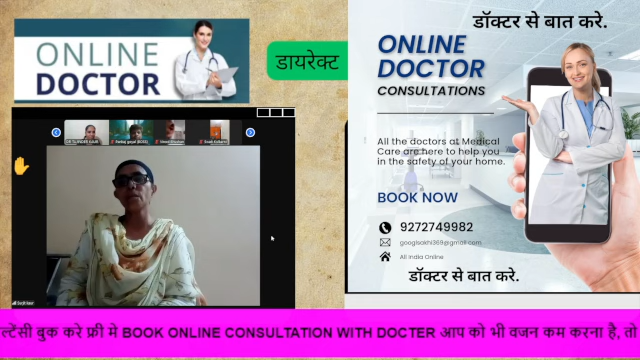 ONLINE
DOCTOR
डायरेक्ट
डॉक्टर से बात करे.
ONLINE
DOCTOR
CONSULTATIONS
All the doctors at Medical
Care are here to help you
in the safety of your home.
BOOK NOW
9272749982
googlsakhi369@gmail.com
All India Online
डॉक्टर से बात करे.
ल्टेंसी बुक करे फ्री मे BOOK ONLINE CONSULTATION WITH DOCTER आप को भी वजन कम करना है, तो